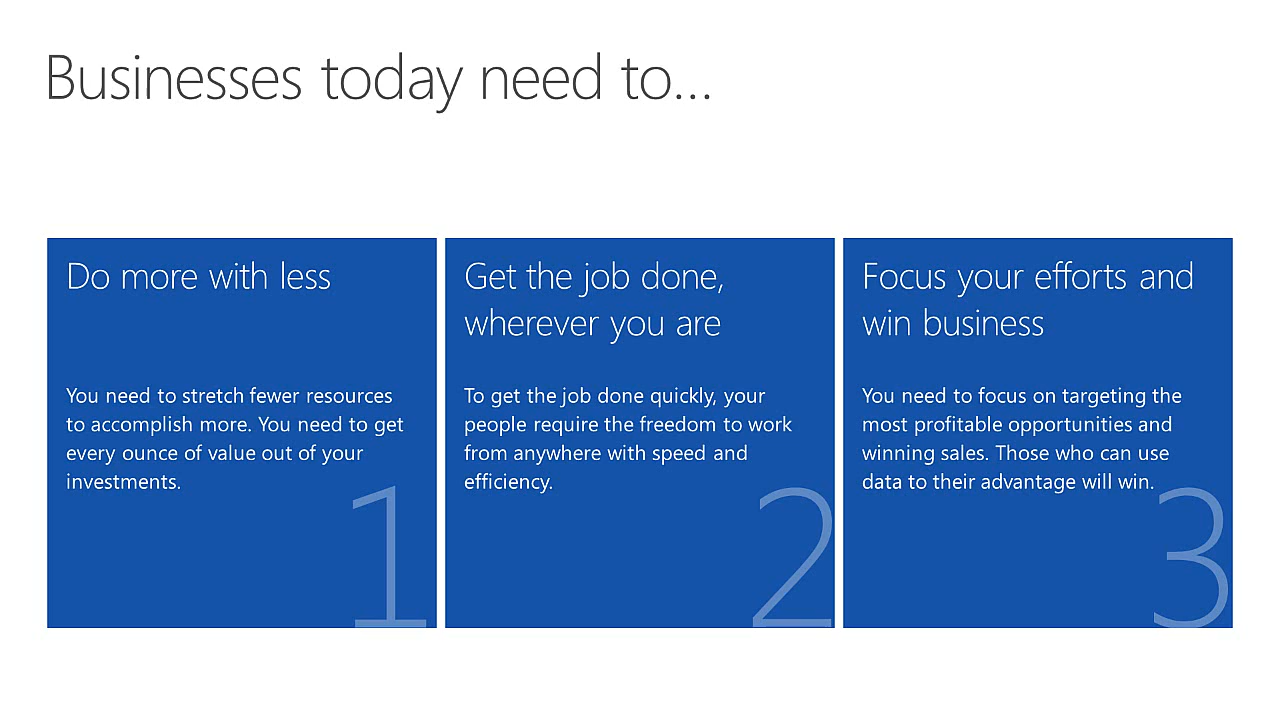 Businesses today need to...
Do more with less
You need to stretch fewer resources
to accomplish more. You need to get
every ounce of value out of your
investments.
1
Get the job done,
wherever you are
To get the job done quickly, your
people require the freedom to work
from anywhere with speed and
efficiency.
2
Focus your efforts and
win business
You need to focus on targeting the
most profitable opportunities and
winning sales. Those who can use
data to their advantage will win.
3